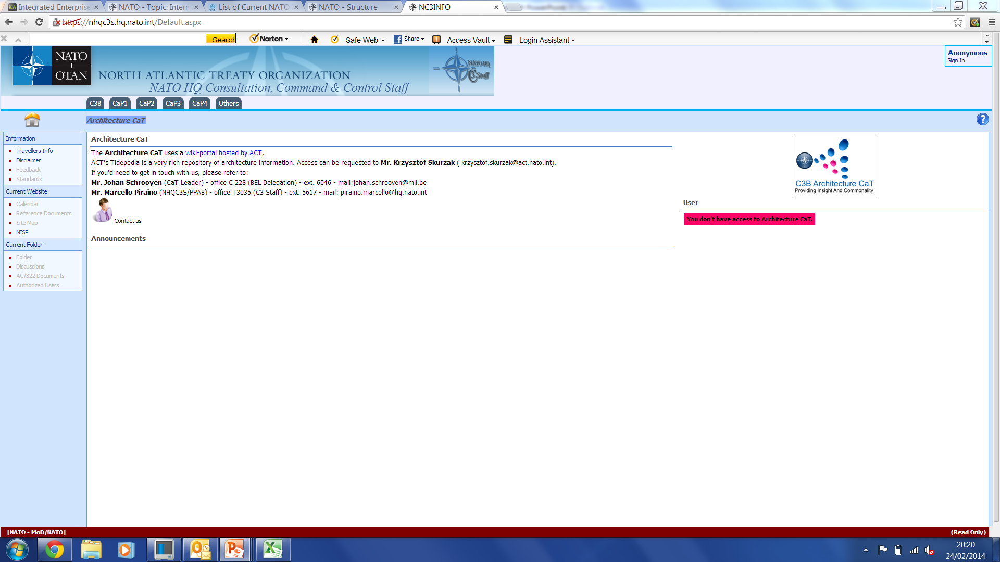 Integrated Enterprise
NATO - Topic: Intern
List of Current NATO
NATO - Structure
NC3INFO
https://nhqc3s.hq.nato.int/Default.aspx
Search
Norton
Safe Web
Share
Access Vault
Login Assistant
NATO
OTAN
NORTH ATLANTIC TREATY ORGANIZATION
NATO HQ Consultation, Command & Control Staff
NATO HQ
C3 Staff
Anonymous
Sign In
C3B
CaP1
CaP2
CaP3
CaP4
Others
Architecture CaT
Information
Travellers Info
Disclaimer
Feedback
Standards
Current Website
Calendar
Reference Documents
Site Map
NISP
Current Folder
Folder
Discussions
AC/322 Documents
Authorized Users
Architecture CaT
The Architecture CaT uses a wiki-portal hosted by ACT.
ACT's Tidepedia is a very rich repository of architecture information. Access can be requested to Mr. Krzysztof Skurzak ( krzysztof.skurzak@act.nato.int).
If you'd need to get in touch with us, please refer to:
Mr. Johan Schrooyen (CaT Leader) - office C 228 (BEL Delegation) - ext. 6046 - mail:johan.schrooyen@mil.be
Mr. Marcello Piraino (NHQC3S/PPAB) - office T3035 (C3 Staff) - ext. 5617 - mail: piraino.marcello@hq.nato.int
Contact us
Announcements
C3B Architecture CaT
Providing Insight And Commonality
User
You don't have access to Architecture CaT.
[NATO - MoD/NATO]
(Read Only)
20:20
24/02/2014